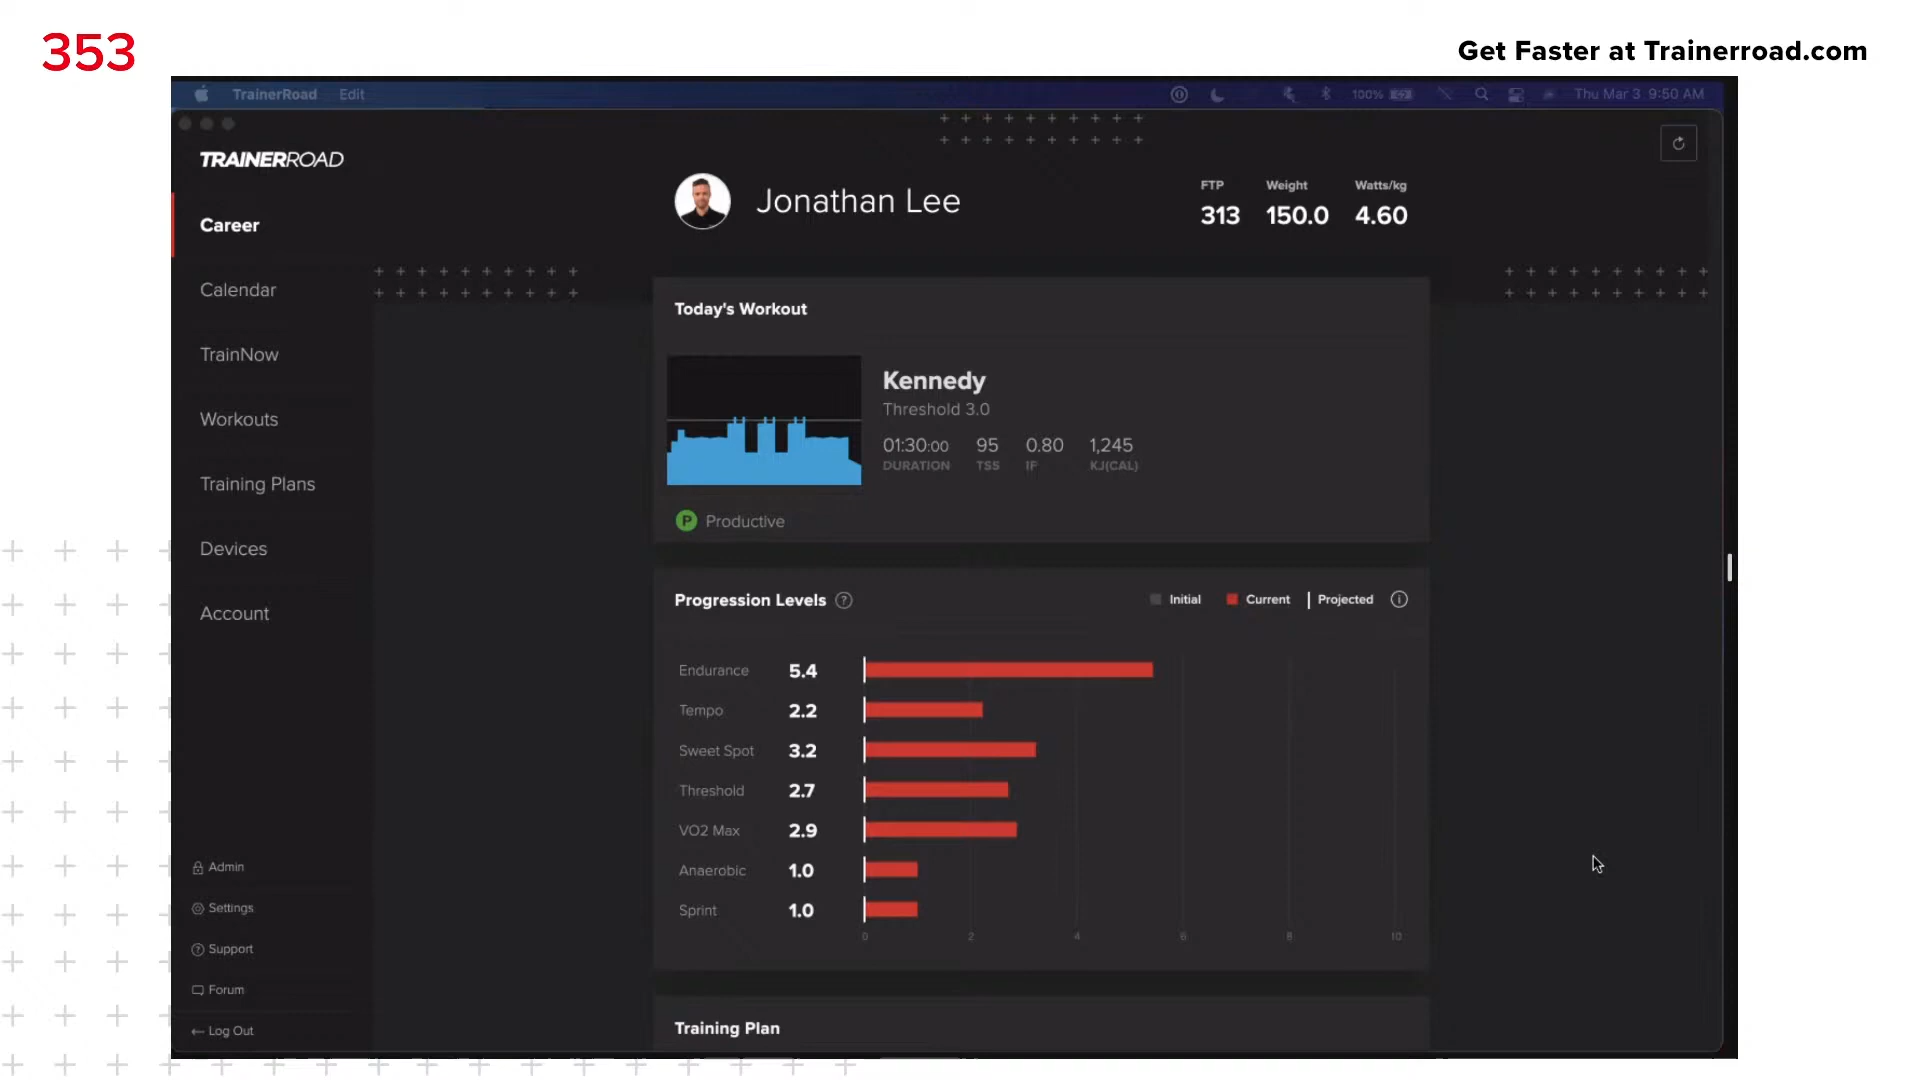 353
Get Faster at Trainerroad.com
TrainerRoad Edit
100%
Thu Mar 3 9:50 AM
TRAINERROAD
Career
Calendar
TrainNow
Workouts
Training Plans
Devices
Account
Admin
Settings
Support
Forum
Log Out
Jonathan Lee
FTP Weight Watts/kg
313 150.0 4.60
Today's Workout
Kennedy
Threshold 3.0
01:30:00 95 0.80 1,245
DURATION TSS IF KJ(CAL)
P Productive
Progression Levels ?
Initial Current Projected
Endurance 5.4
Tempo 2.2
Sweet Spot 3.2
Threshold 2.7
VO2 Max 2.9
Anaerobic 1.0
Sprint 1.0
0 2 4 6 8 10
Training Plan